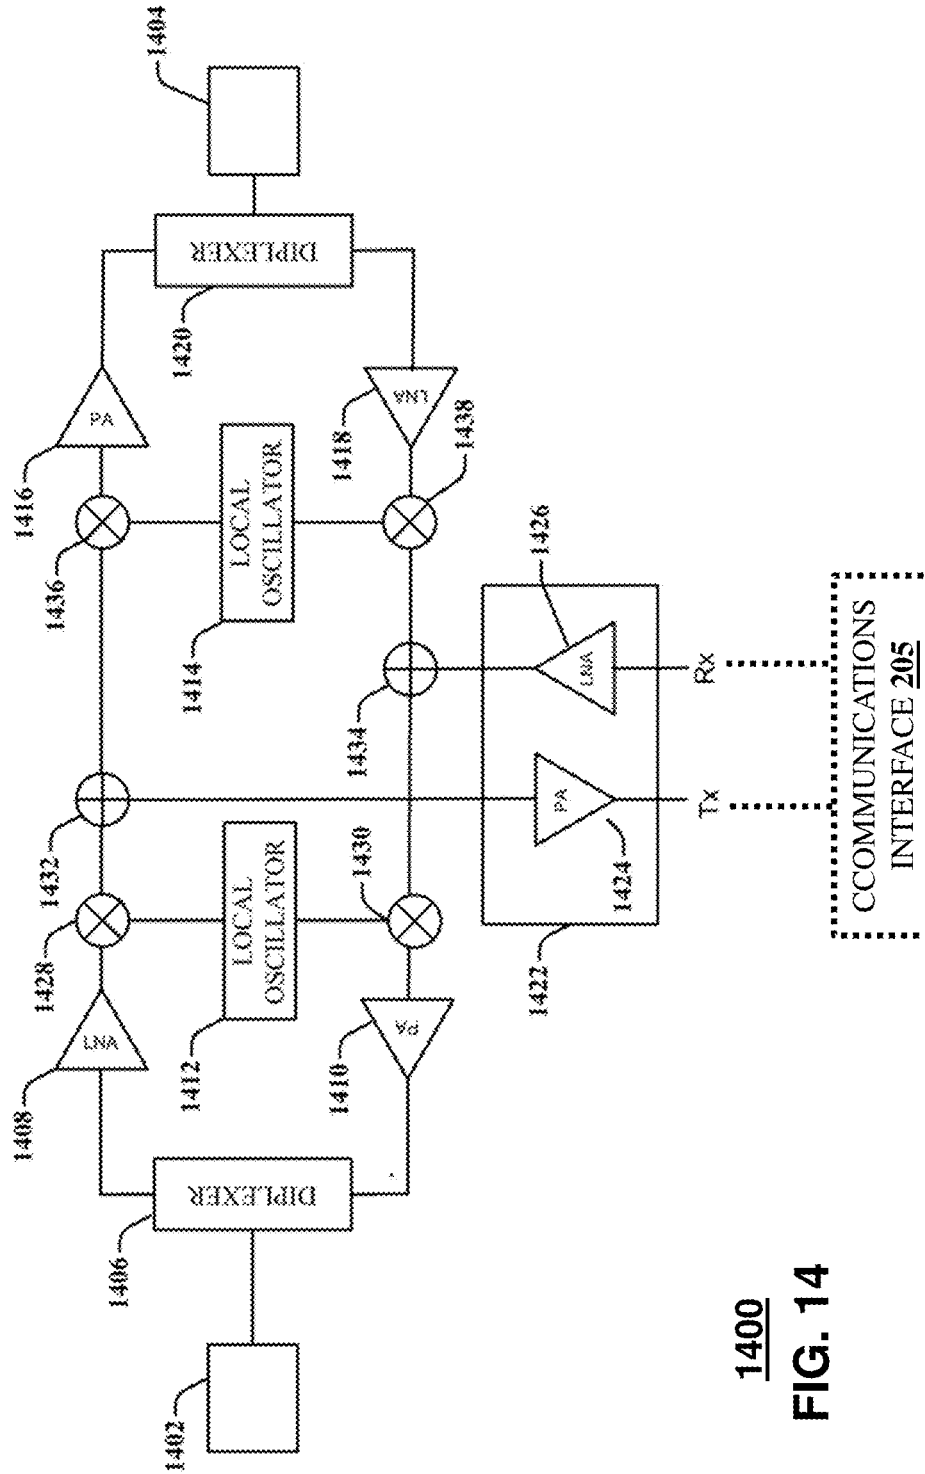 1404
DIPLEXER
1420
PA
1416
LNA
1418
1438
1436
LOCAL
OSCILLATOR
1414
1426
LNA
Rx
1434
1432
PA
1424
Tx
CCOMMUNICATIONS
INTERFACE 205
1428
LOCAL
OSCILLATOR
1412
1430
1422
LNA
1408
PA
1410
DIPLEXER
1406
1402
1400
FIG. 14